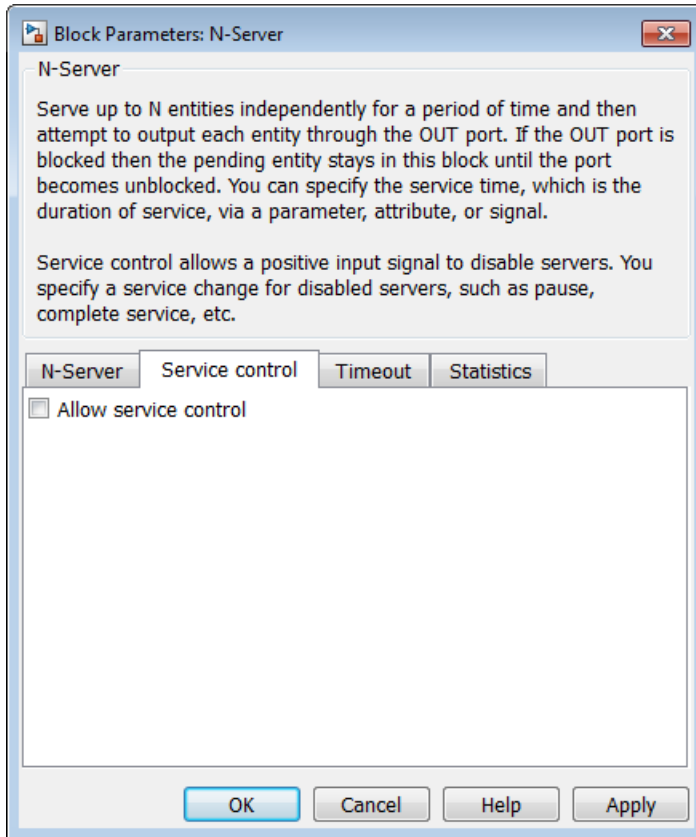 Block Parameters: N-Server
N-Server
Serve up to N entities independently for a period of time and then
attempt to output each entity through the OUT port. If the OUT port is
blocked then the pending entity stays in this block until the port
becomes unblocked. You can specify the service time, which is the
duration of service, via a parameter, attribute, or signal.
Service control allows a positive input signal to disable servers. You
specify a service change for disabled servers, such as pause,
complete service, etc.
N-Server Service control Timeout Statistics
Allow service control
OK Cancel Help Apply